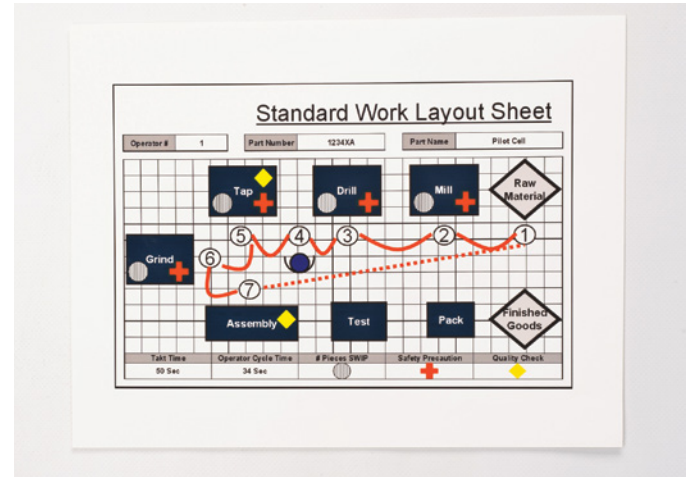 Standard Work Layout Sheet
Operator # 1 Part Number 1234XA Part Name Pilot Cell
Tap Drill Mill Raw
Material
5 4 3 2 1
Grind 6
7
Assembly Test Pack Finished
Goods
Takt Time Operator Cycle Time # Pieces SWIP Safety Precaution Quality Check
50 Sec 34 Sec